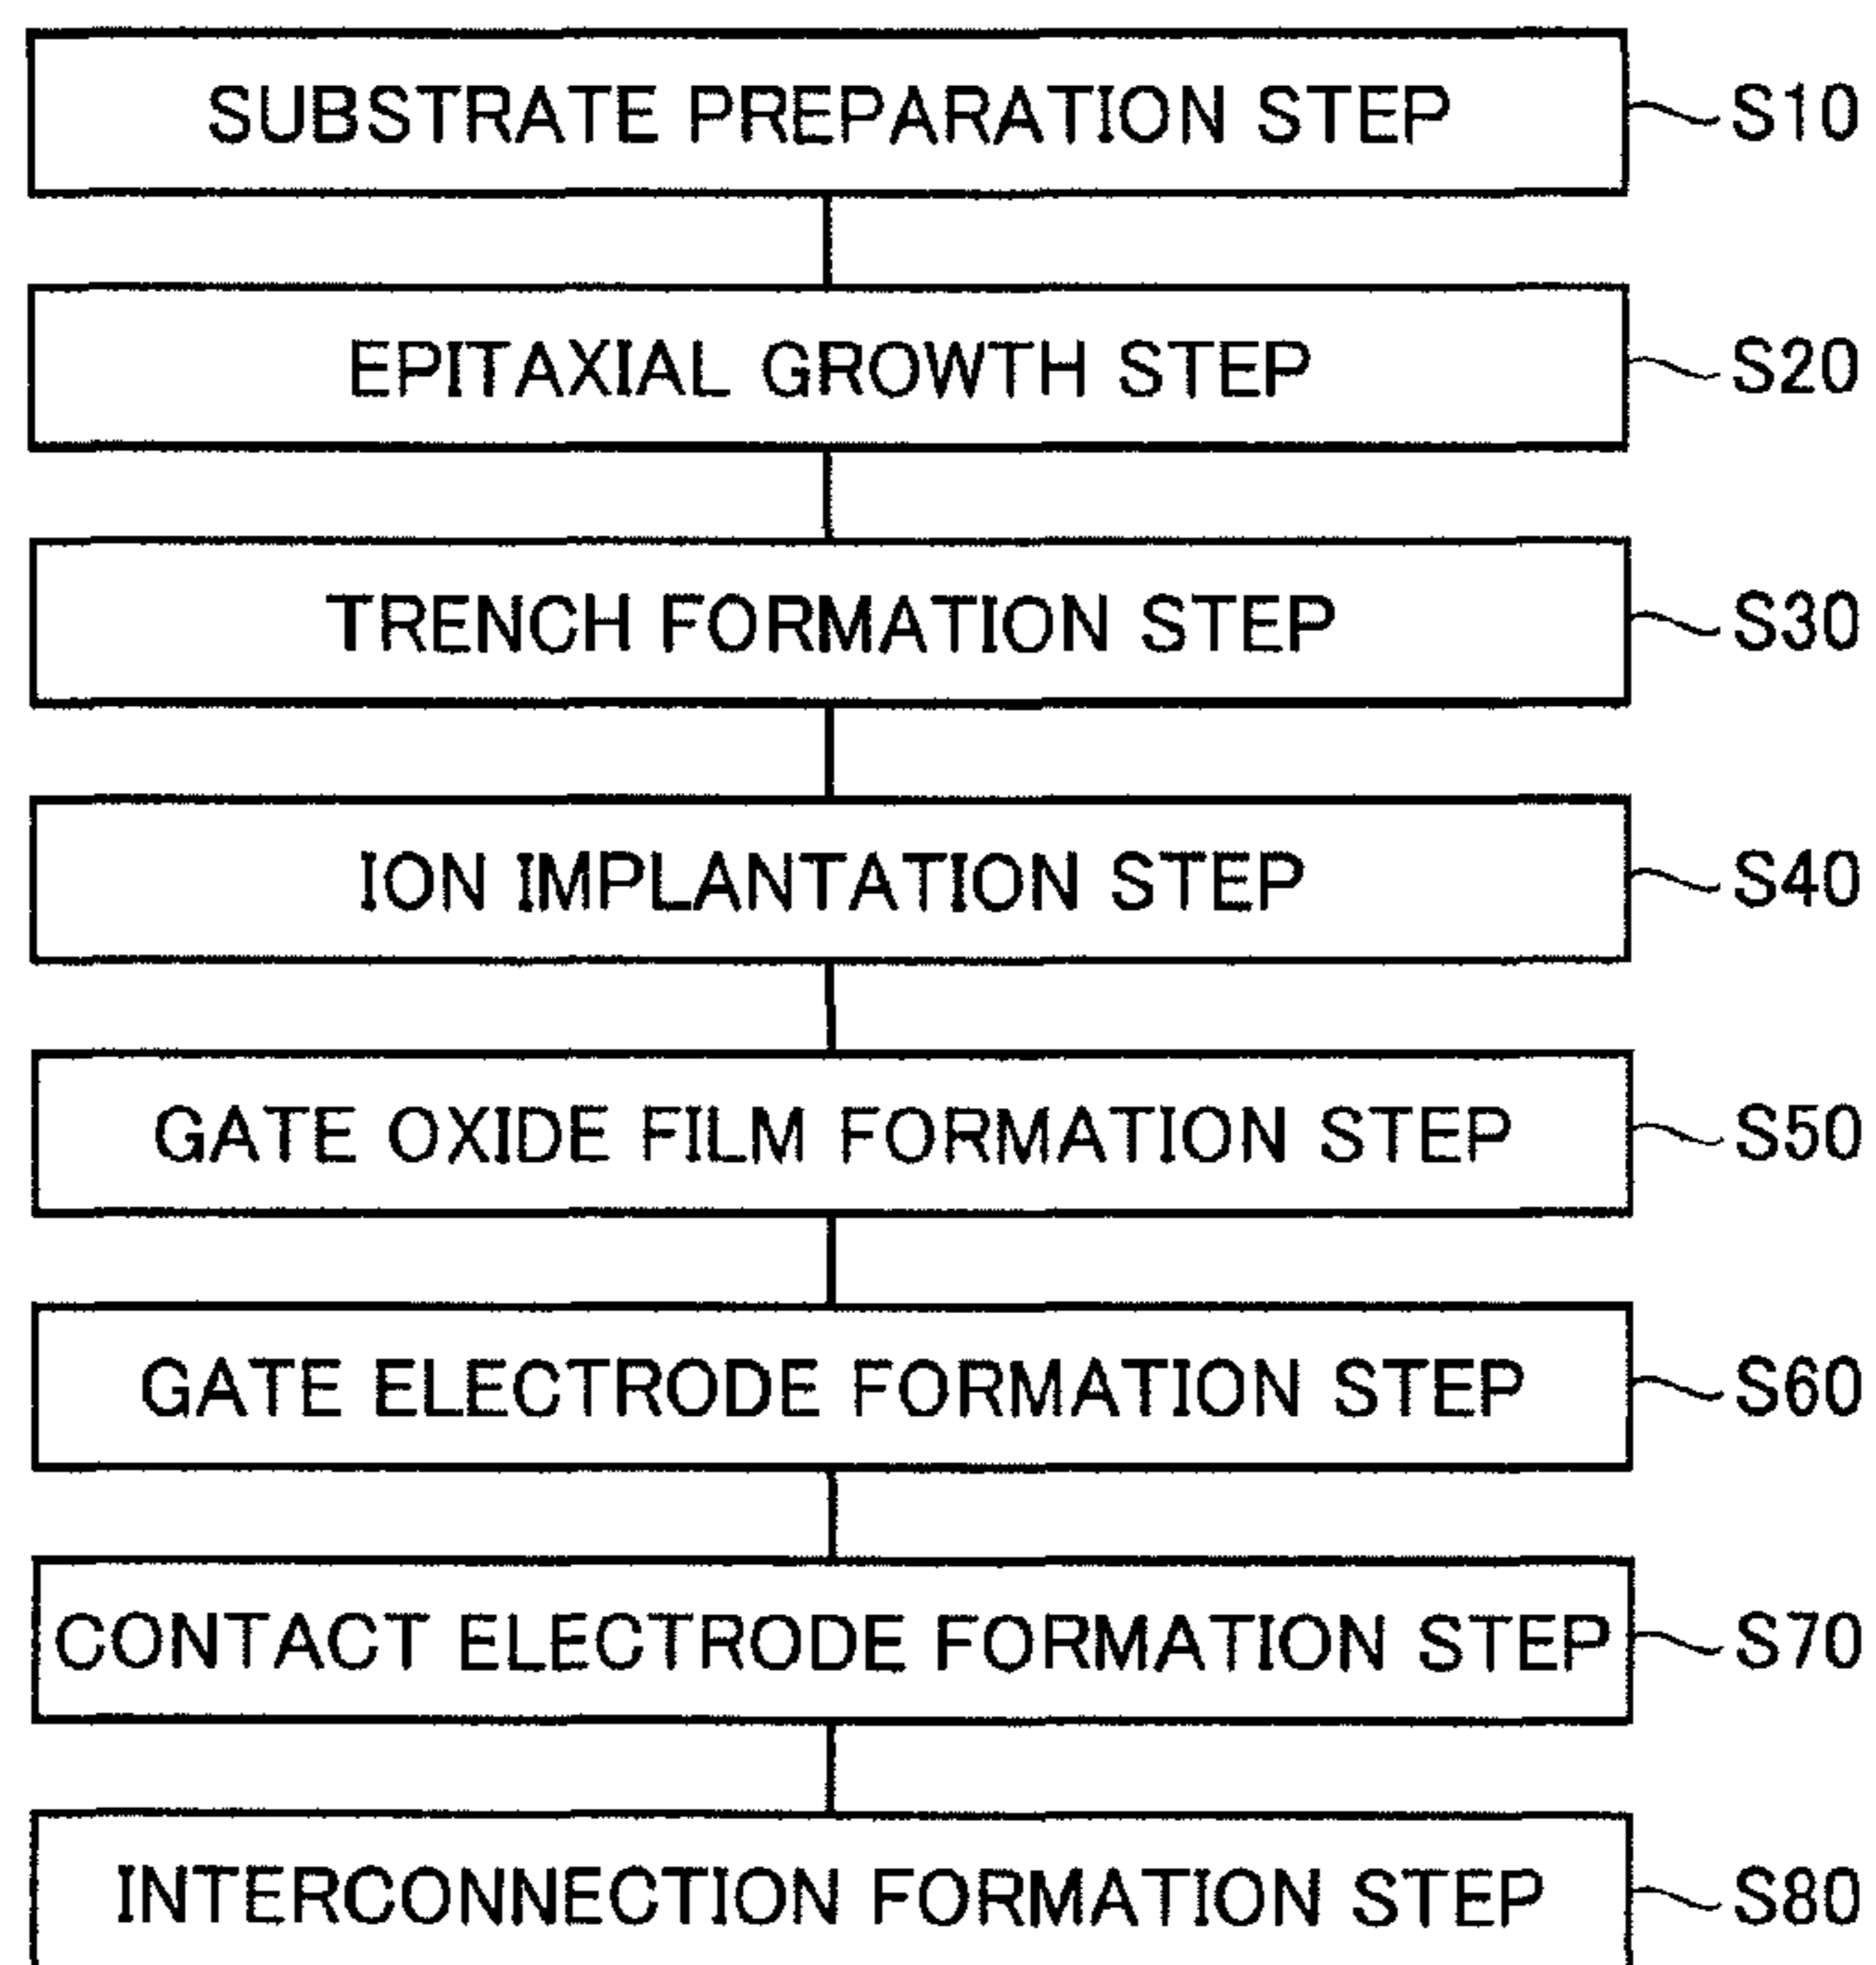 SUBSTRATE PREPARATION STEP S10
EPITAXIAL GROWTH STEP S20
TRENCH FORMATION STEP S30
ION IMPLANTATION STEP S40
GATE OXIDE FILM FORMATION STEP S50
GATE ELECTRODE FORMATION STEP S60
CONTACT ELECTRODE FORMATION STEP S70
INTERCONNECTION FORMATION STEP S80